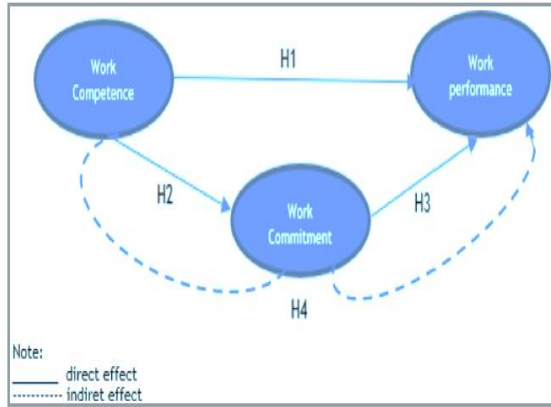 Work
Competence
H1
Work
performance
H2
Work
Commitment
H3
H4
Note:
direct effect
indiret effect